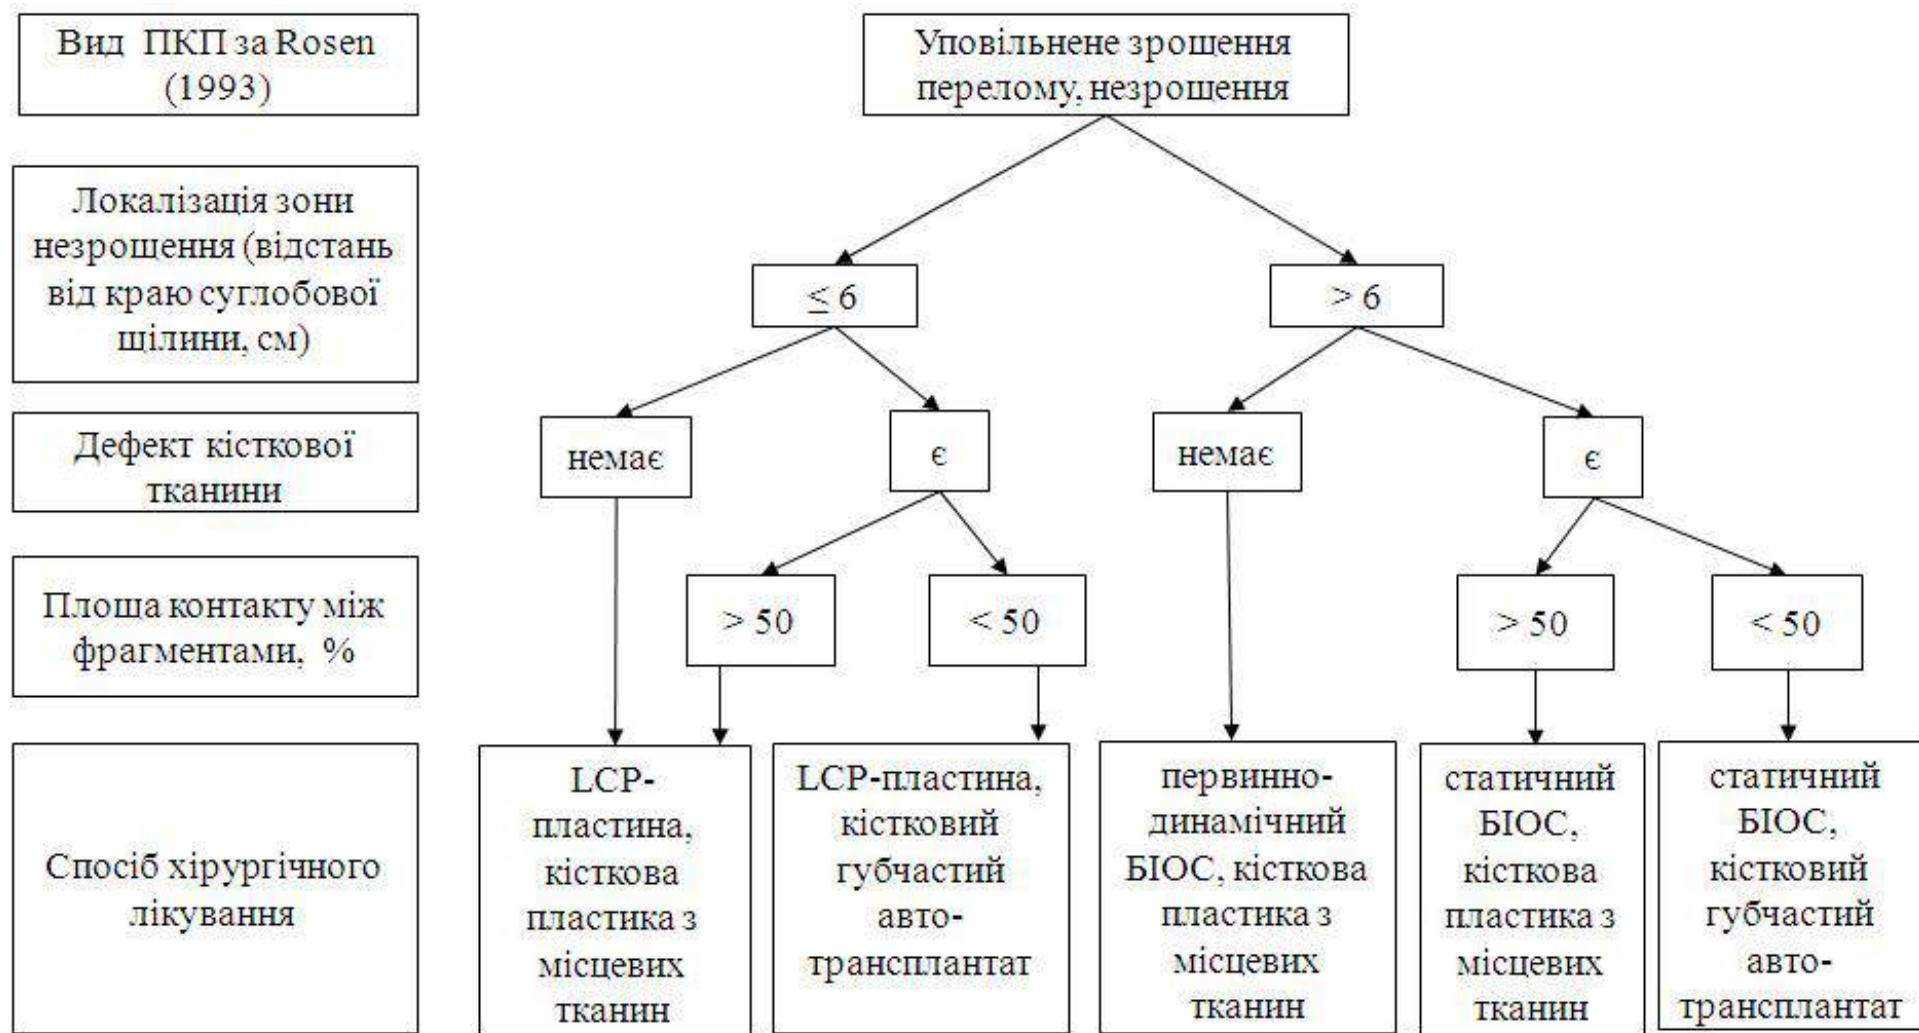 Вид ПКП за Rosen
(1993)
Уповільнене зрощення
перелому, незрощення
Локалізація зони
незрощення (відстань
від краю суглобової
щілини, см)
≤ 6
> 6
Дефект кісткової
тканини
немає
є
немає
є
Площа контакту між
фрагментами, %
> 50
< 50
> 50
< 50
Спосіб хірургічного
лікування
LCP-
пластина,
кісткова
пластика з
місцевих
тканин
LCP-пластина,
кістковий
губчастий
авто-
трансплантат
первинно-
динамічний
БІОС, кісткова
пластика з
місцевих
тканин
статичний
БІОС,
кісткова
пластика з
місцевих
тканин
статичний
БІОС,
кістковий
губчастий
авто-
трансплантат